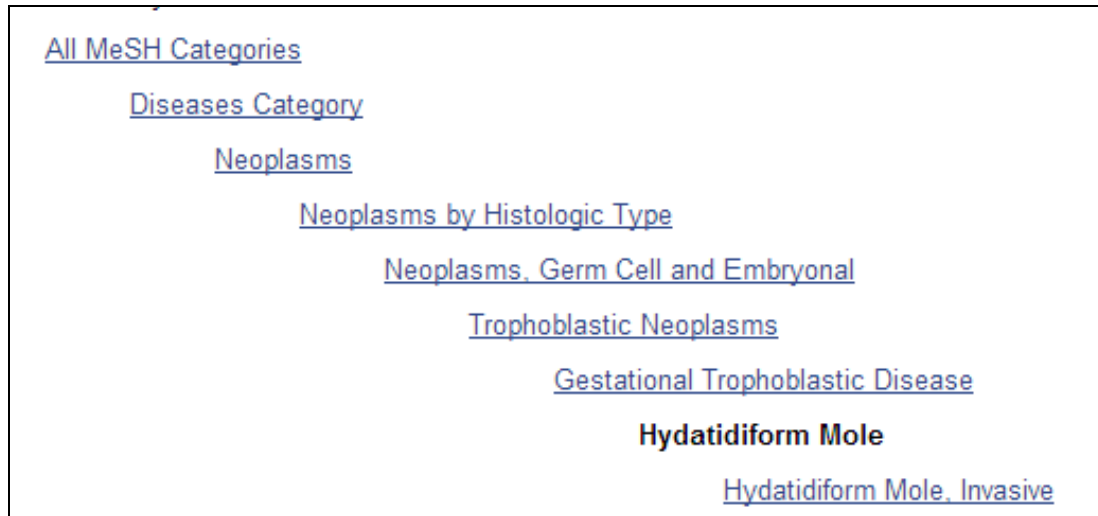 All MeSH Categories
Diseases Category
Neoplasms
Neoplasms by Histologic Type
Neoplasms, Germ Cell and Embryonal
Trophoblastic Neoplasms
Gestational Trophoblastic Disease
Hydatidiform Mole
Hydatidiform Mole, Invasive